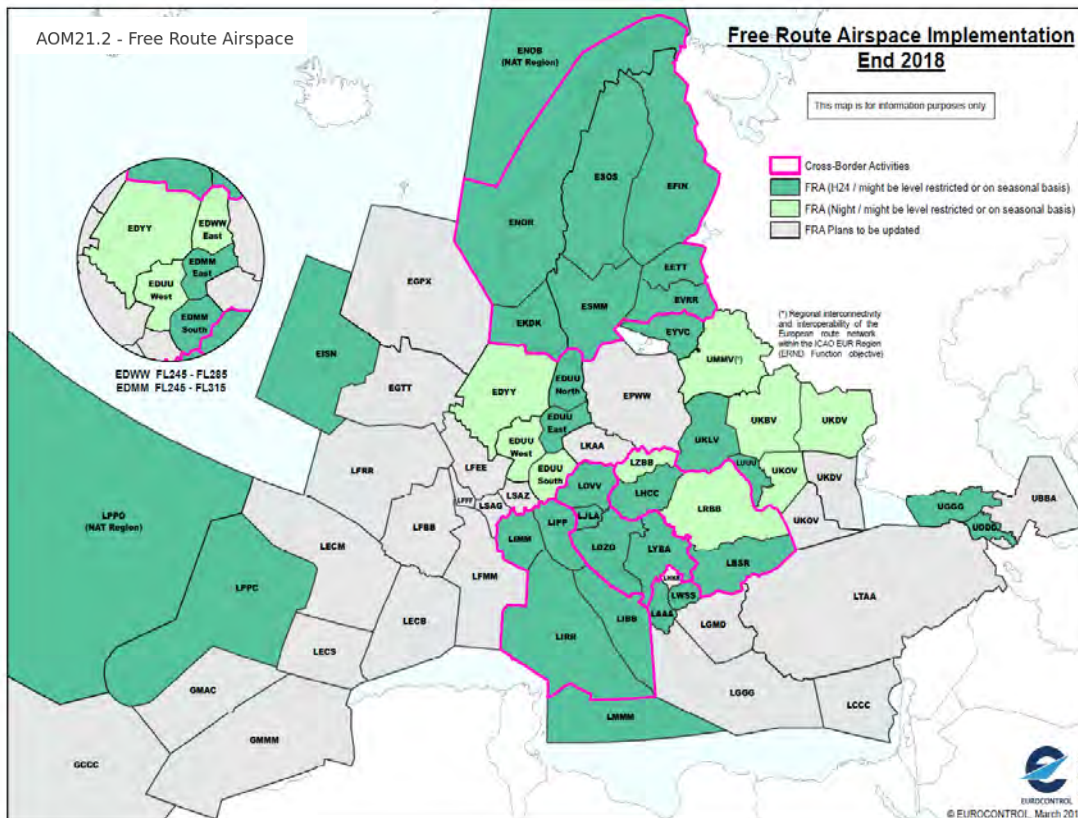 AOM21.2 - Free Route Airspace
Free Route Airspace Implementation
End 2018
This map is for information purposes only
Cross-Border Activities
FRA (H24 / might be level restricted or on seasonal basis)
FRA (Night / might be level restricted or on seasonal basis)
FRA Plans to be updated
(*) Regional interconnectivity
and interoperability of the
European route network
within the ICAO EUR Region
(ERND Function objective)
ENOB
(NAT Region)
ESOS
EFIN
ENOR
EETT
EVRR
ESMM
EKDK
EYVC
UMMV(*)
EGPX
EISN
EGTT
EDYY
EDWW
East
EDMM
East
EDUU
West
EDMM
South
EDWW FL245 - FL285
EDMM FL245 - FL315
EDYY
EDUU
North
EDUU
East
EDUU
West
EDUU
South
EPWW
LKAA
UKLV
UKBV
UKDV
UKOV
UKDV
UKOV
LZBB
LOVV
LHCC
LRBB
LFRR
LFEE
LFFF
LSAG
LSAZ
LFBB
LFMM
LIMM
LIPP
LJLA
LDZO
LYBA
LBSR
LWSS
LAAA
LIBB
LIRR
LGMD
LTAA
UGGG
UBBA
LPPO
(NAT Region)
LPPC
LECM
LECS
LECB
GMAC
GMMM
GCCC
LMMM
LGGG
LCCC
EUROCONTROL
© EUROCONTROL, March 201